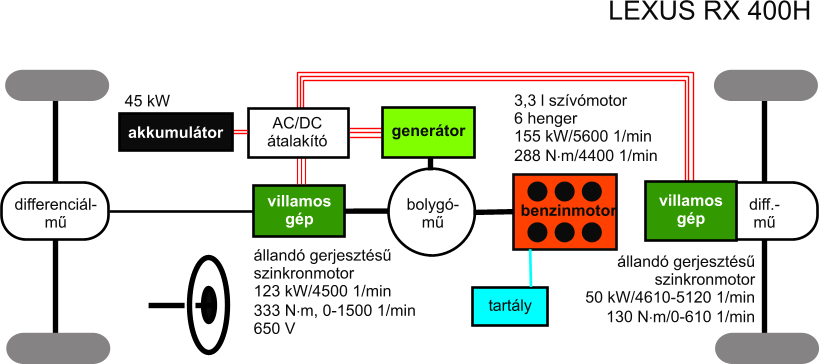 LEXUS RX 400H
45 kW
akkumulátor
AC/DC
átalakító
generátor
3,3 l szívómotor
6 henger
155 kW/5600 1/min
288 N·m/4400 1/min
differenciál-
mű
villamos
gép
bolygó-
mű
benzinmotor
villamos
gép
diff.-
mű
állandó gerjesztésű
szinkronmotor
123 kW/4500 1/min
333 N·m, 0-1500 1/min
650 V
tartály
állandó gerjesztésű
szinkronmotor
50 kW/4610-5120 1/min
130 N·m/0-610 1/min